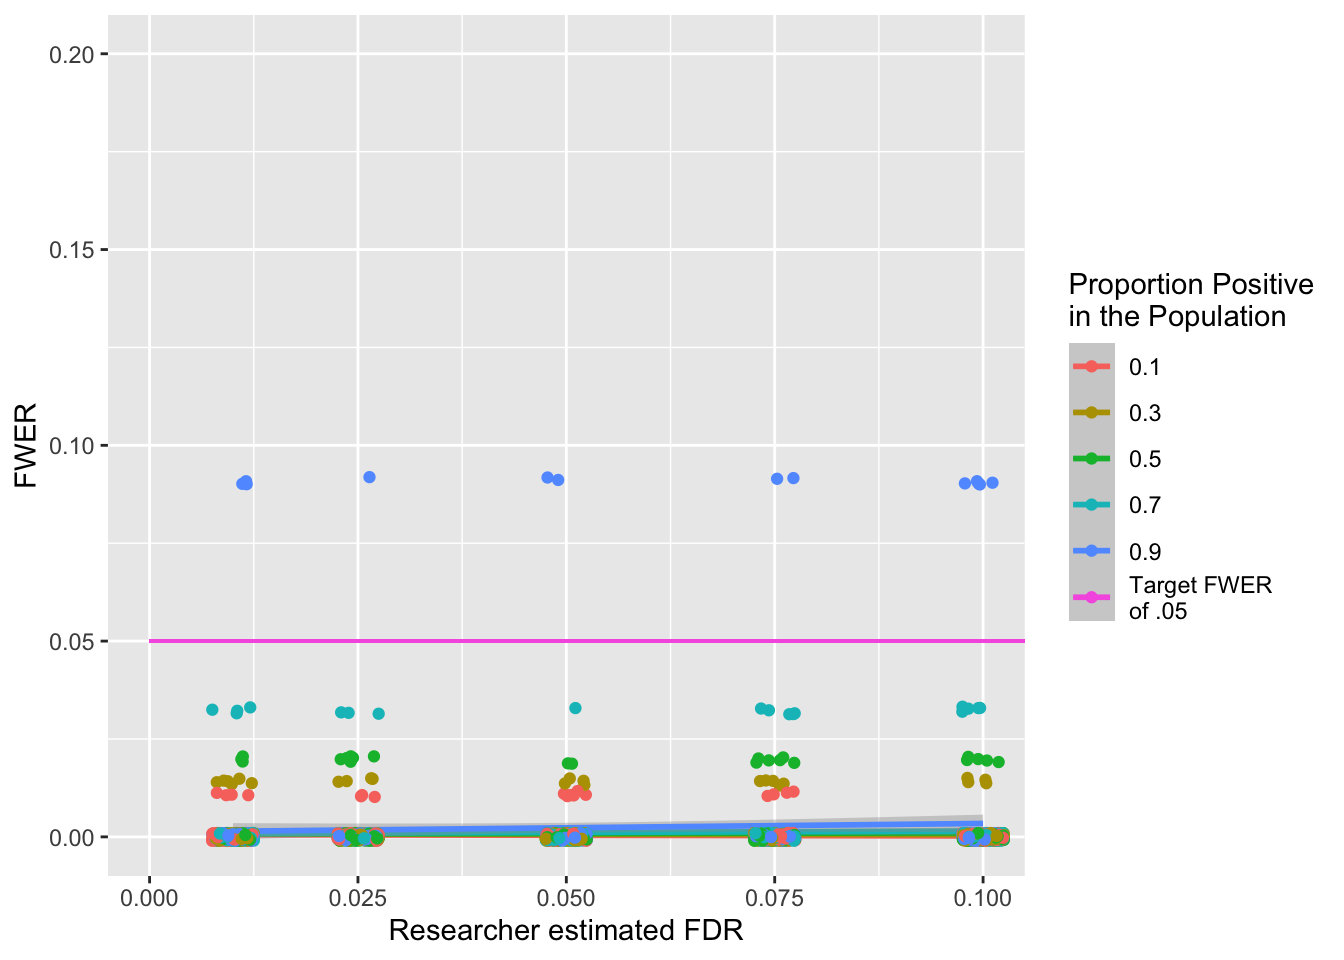 0.20
0.15
0.10
0.05
0.00
FWER
0.000 0.025 0.050 0.075 0.100
Researcher estimated FDR
Proportion Positive
in the Population
0.1
0.3
0.5
0.7
0.9
Target FWER
of .05